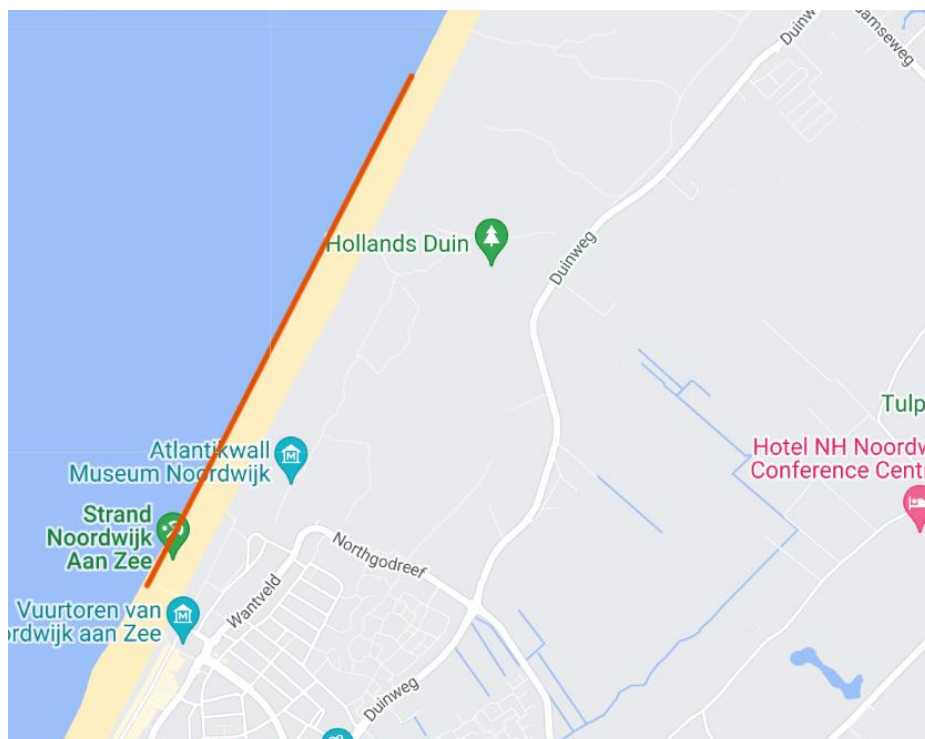 Duinw
amseweg
Hollands Duin
Duinweg
Tulp
Atlantikwall
Museum Noordwijk
Hotel NH Noordw
Conference Cent
Strand
Noordwijk
Aan Zee
Northgodreef
Wantveld
Vuurtoren van
ordwijk aan Zee
Duinweg